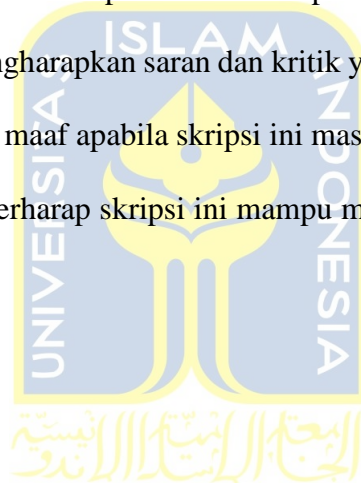 ngharapkan saran dan kritik y
maaf apabila skripsi ini mas
erharap skripsi ini mampu m
ISLAM
UNIVERSITAS
INDONESIA